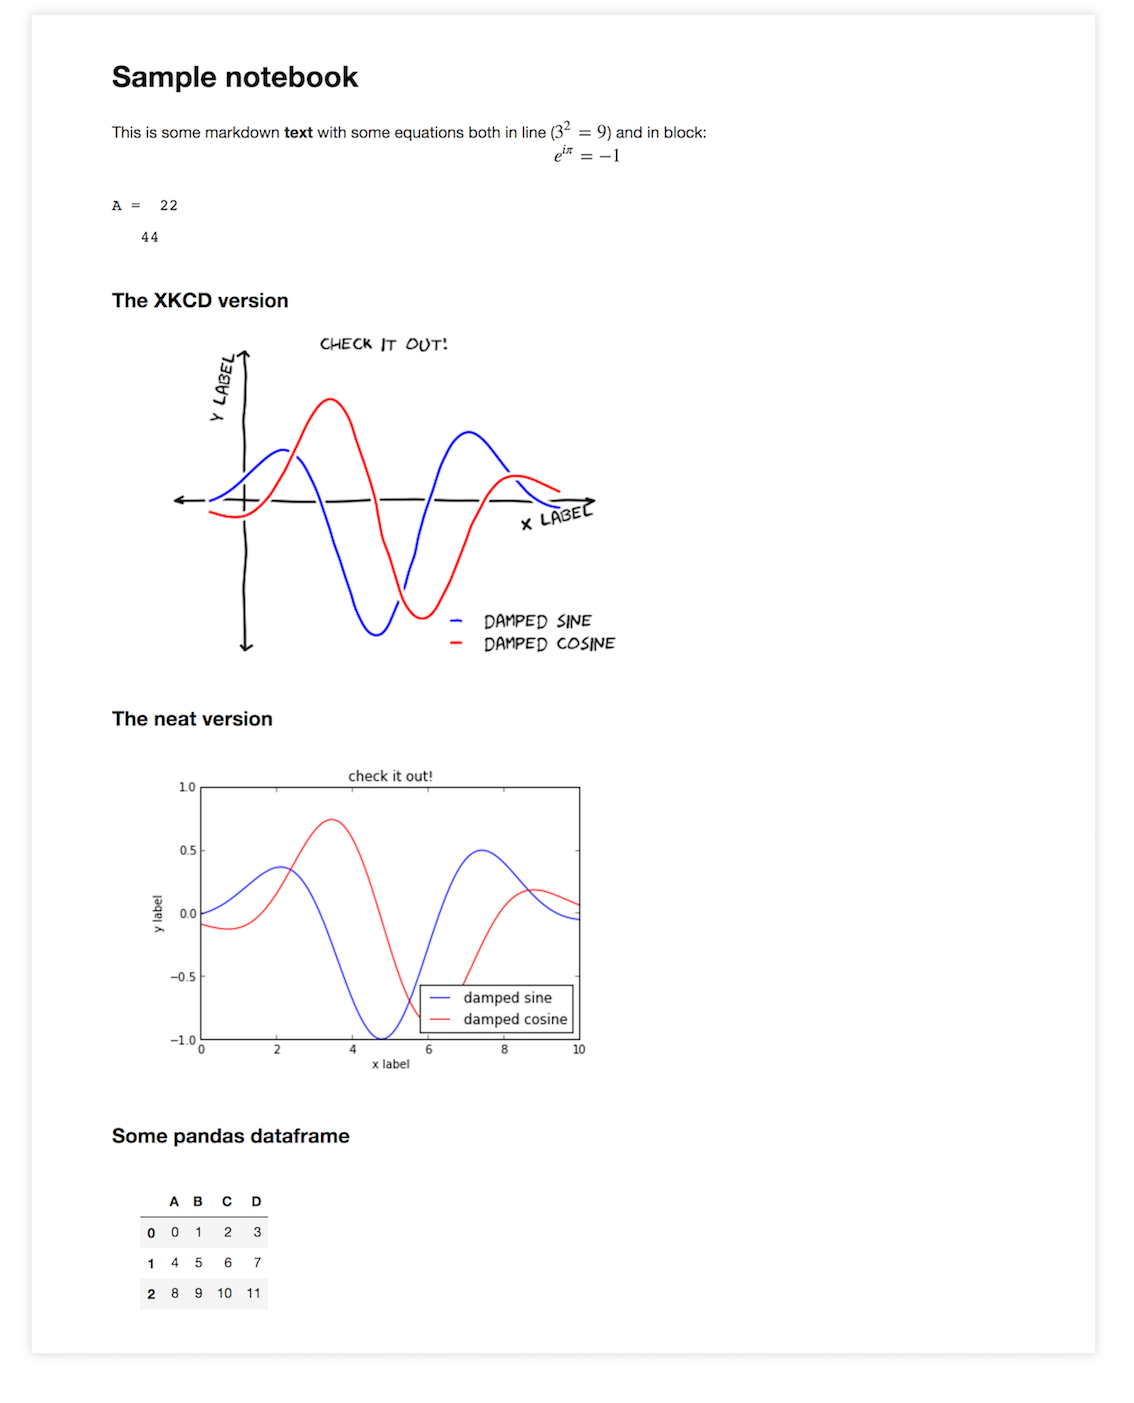 Sample notebook
This is some markdown text with some equations both in line (3² = 9) and in block:
e^{iπ} = −1
A =  22
44
The XKCD version
CHECK IT OUT!
Y LABEL
X LABEL
DAMPED SINE
DAMPED COSINE
The neat version
check it out!
1.0
0.5
0.0
−0.5
−1.0
y label
damped sine
damped cosine
0 2 4 6 8 10
x label
Some pandas dataframe
A B C D
0 0 1 2 3
1 4 5 6 7
2 8 9 10 11